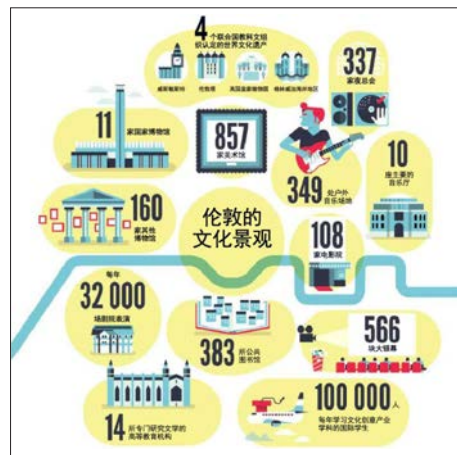 4 个联合国教科文组
织认定的世界文化遗产
威斯敏斯特 伦敦塔 英国皇家植物园 格林威治海岸地区
337
家夜总会
11
家国家博物馆
857
家美术馆
10
座主要的
音乐厅
349 处户外
音乐场地
160
家其他
博物馆
伦敦的
文化景观
108
家电影院
每年
32 000
场剧院表演
383 所公共
图书馆
566
块大银幕
14 所专门研究文学的
高等教育机构
100 000人
每年学习文化创意产业
学科的国际学生